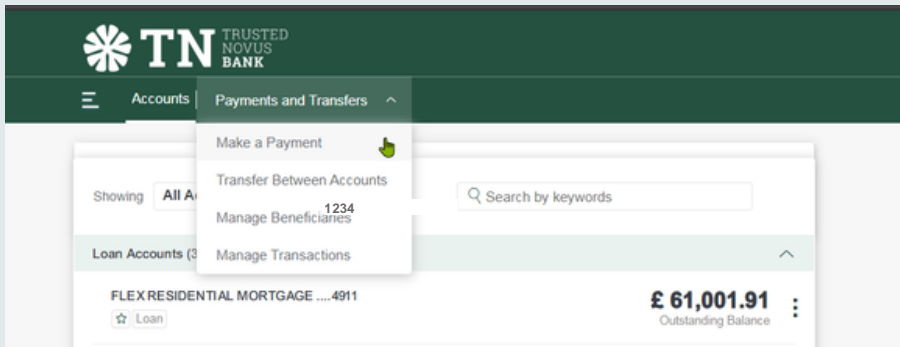 TN TRUSTED
NOVUS
BANK
Accounts | Payments and Transfers
Make a Payment
Transfer Between Accounts
Showing All A
Search by keywords
1234
Manage Beneficiaries
Loan Accounts (3
Manage Transactions
FLEX RESIDENTIAL MORTGAGE ....4911
£ 61,001.91
Loan
Outstanding Balance